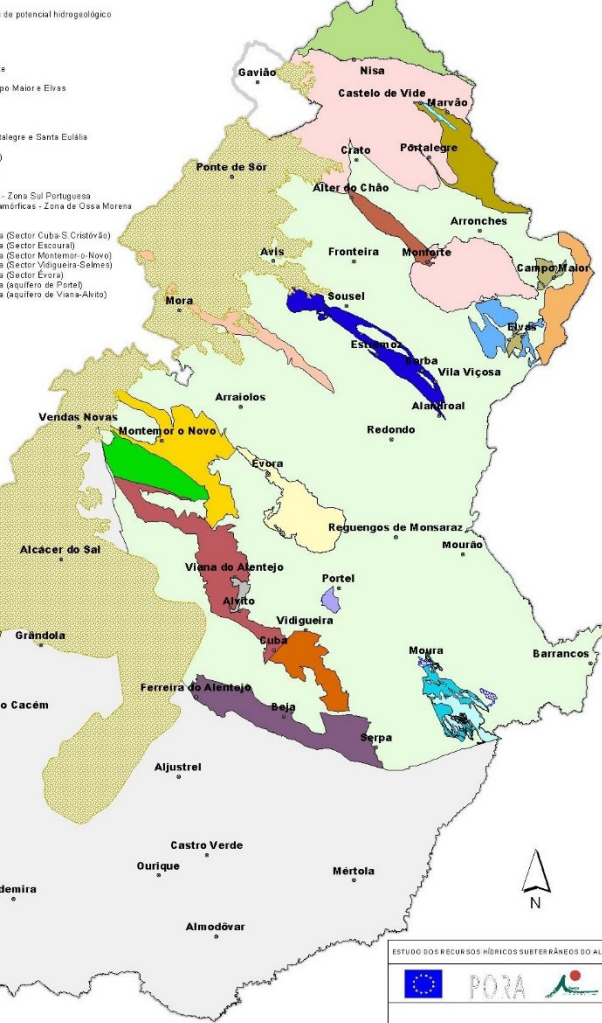 s de potencial hidrogeológico
te
po Maior e Elvas
talegre e Santa Eulália
)
- Zona Sul Portuguesa
amórficas - Zona de Ossa Morena
a (Sector Cuba-S.Cristóvão)
a (Sector Escoural)
a (Sector Montemor-o-Novo)
a (Sector Vidigueira-Selmes)
a (Sector Évora)
a (aquífero de Portel)
a (aquífero de Viana-Alvito)
Gavião
Nisa
Castelo de Vide
Marvão
Crato
Portalegre
Ponte de Sôr
Alter do Chão
Arronches
Avis
Fronteira
Monforte
Campo Maior
Mora
Sousel
Elvas
Estremoz
Borba
Vila Viçosa
Arraiolos
Alandroal
Vendas Novas
Montemor o Novo
Redondo
Évora
Reguengos de Monsaraz
Mourão
Alcácer do Sal
Viana do Alentejo
Portel
Alvito
Vidigueira
Grândola
Cuba
Moura
Barrancos
Ferreira do Alentejo
o Cacém
Beja
Serpa
Aljustrel
Castro Verde
Ourique
Mértola
demira
Almodôvar
N
ESTUDO DOS RECURSOS HÍDRICOS SUBTERRÂNEOS DO AL
PORA